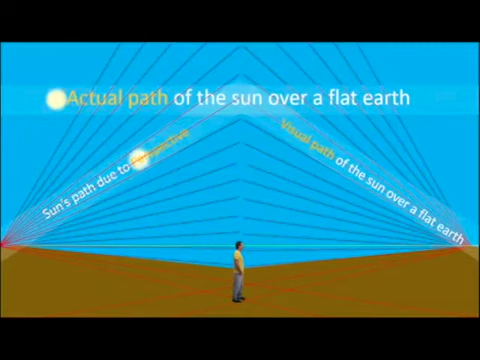 Actual path of the sun over a flat earth
Sun's path due to perspective
Visual path of the sun over a flat earth